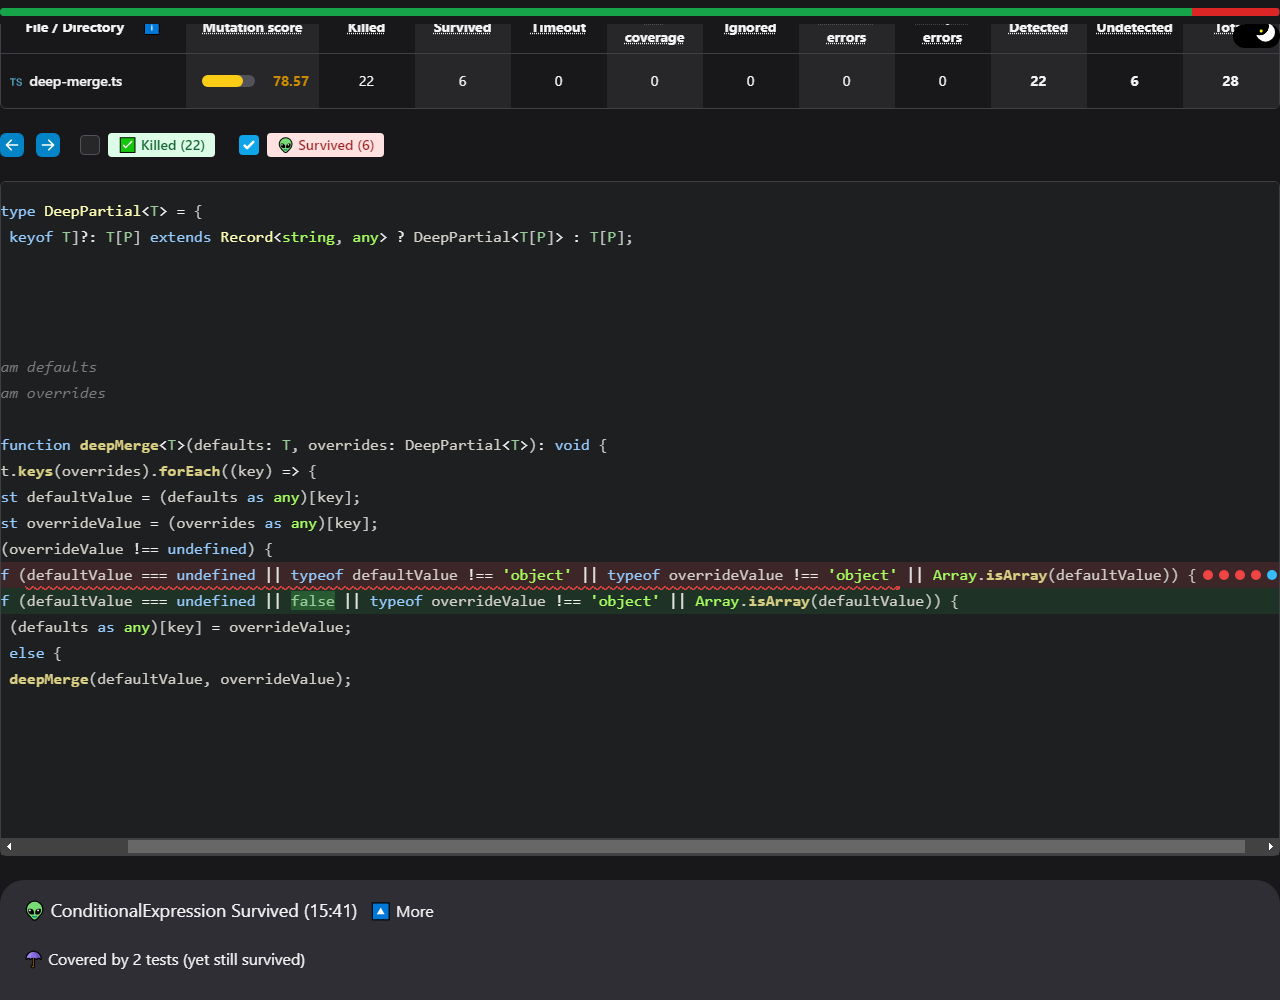 File / Directory Mutation score Killed Survived Timeout coverage Ignored errors errors Detected Undetected
TS deep-merge.ts 78.57 22 6 0 0 0 0 0 22 6 28
Killed (22) Survived (6)
type DeepPartial<T> = {
keyof T]?: T[P] extends Record<string, any> ? DeepPartial<T[P]> : T[P];
am defaults
am overrides
function deepMerge<T>(defaults: T, overrides: DeepPartial<T>): void {
t.keys(overrides).forEach((key) => {
st defaultValue = (defaults as any)[key];
st overrideValue = (overrides as any)[key];
(overrideValue !== undefined) {
f (defaultValue === undefined || typeof defaultValue !== 'object' || typeof overrideValue !== 'object' || Array.isArray(defaultValue)) {
f (defaultValue === undefined || false || typeof overrideValue !== 'object' || Array.isArray(defaultValue)) {
(defaults as any)[key] = overrideValue;
else {
deepMerge(defaultValue, overrideValue);
ConditionalExpression Survived (15:41) More
Covered by 2 tests (yet still survived)